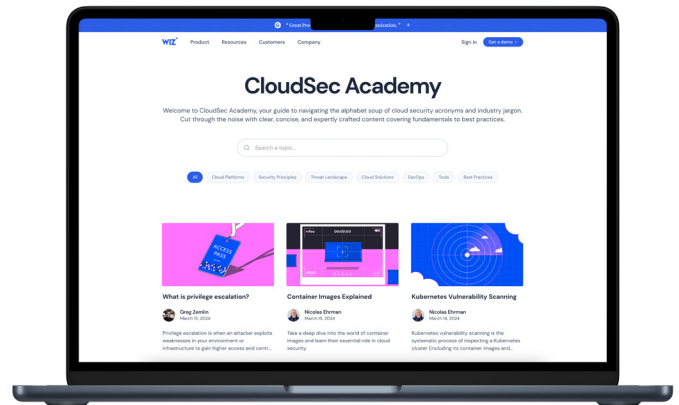 " Great
WIZ
Product Resources Customers Company
Sign in Get a demo
CloudSec Academy
Welcome to CloudSec Academy, your guide to navigating the alphabet soup of cloud security acronyms and industry jargon.
Cut through the noise with clear, concise, and expertly crafted content covering fundamentals to best practices.
Search a topic...
All Cloud Platforms Security Principles Threat Landscape Cloud Solutions DevOps Tools Best Practices
ACCESS
PASS
00:00:00
What is privilege escalation? Container Images Explained Kubernetes Vulnerability Scanning
Greg Zemlin Nicolas Ehrman Nicolas Ehrman
March 15, 2024 March 15, 2024 March 14, 2024
Privilege escalation is when an attacker exploits Take a deep dive into the world of container Kubernetes vulnerability scanning is the
weaknesses in your environment or images and learn their essential role in cloud systematic process of inspecting a Kubernetes
infrastructure to gain higher access and contr... security. cluster (including its container images and...